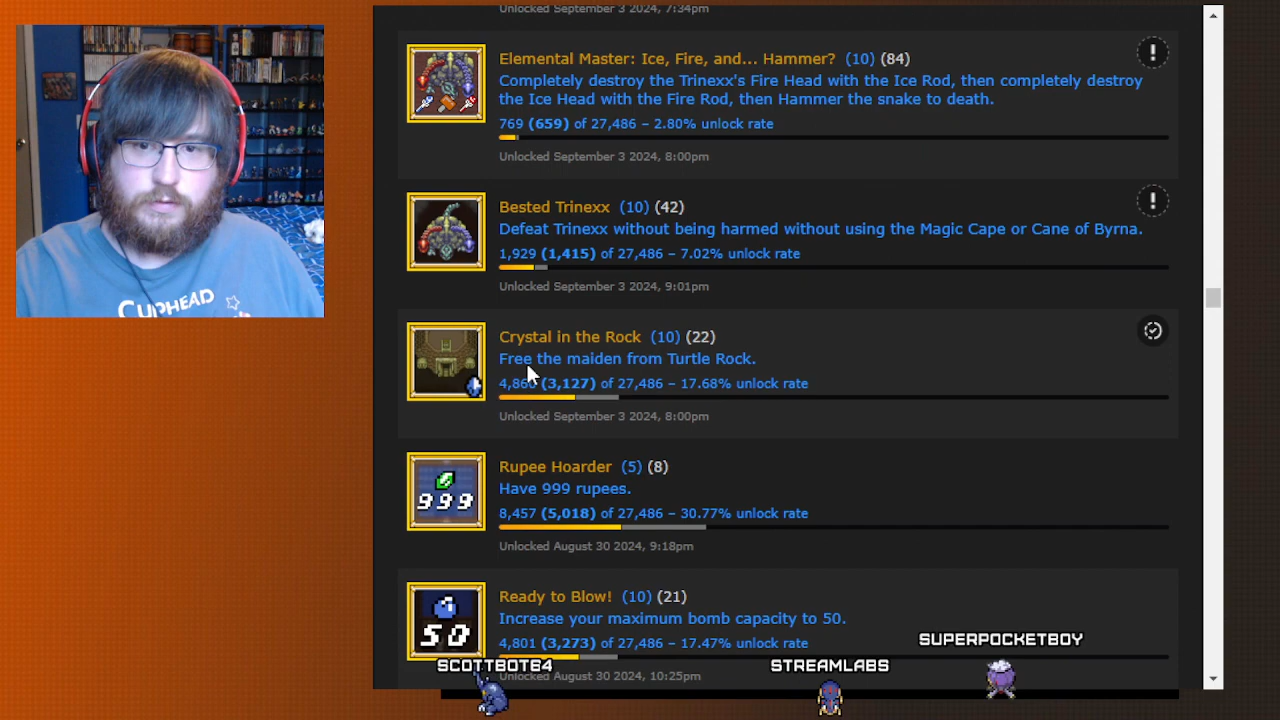 Unlocked September 3 2024, 7:34pm
Elemental Master: Ice, Fire, and... Hammer? (10) (84)
Completely destroy the Trinexx's Fire Head with the Ice Rod, then completely destroy
the Ice Head with the Fire Rod, then Hammer the snake to death.
769 (659) of 27,486 – 2.80% unlock rate
Unlocked September 3 2024, 8:00pm
Bested Trinexx (10) (42)
Defeat Trinexx without being harmed without using the Magic Cape or Cane of Byrna.
1,929 (1,415) of 27,486 – 7.02% unlock rate
Unlocked September 3 2024, 9:01pm
Crystal in the Rock (10) (22)
Free the maiden from Turtle Rock.
(3,127) of 27,486 – 17.68% unlock rate
Unlocked September 3 2024, 8:00pm
999
Rupee Hoarder (5) (8)
Have 999 rupees.
8,457 (5,018) of 27,486 – 30.77% unlock rate
Unlocked August 30 2024, 9:18pm
50
Ready to Blow! (10) (21)
Increase your maximum bomb capacity to 50.
4,801 (3,273) of 27,486 – 17.47% unlock rate
Unlocked August 30 2024, 10:25pm
CUPHEAD
SCOTTBOT64
STREAMLABS
SUPERPOCKETBOY